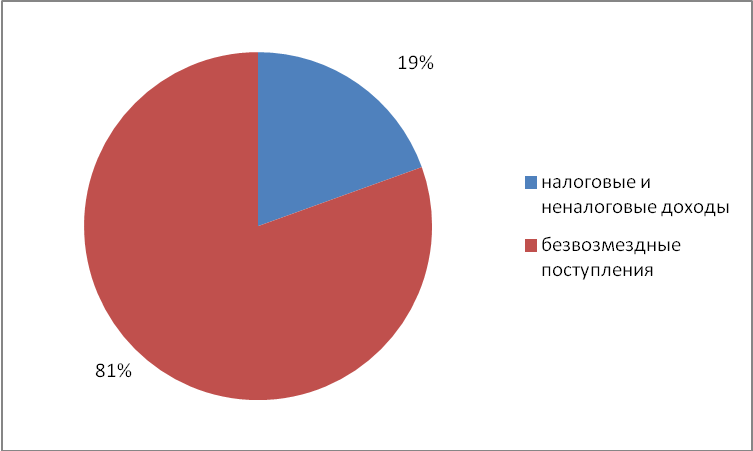 19%
налоговые и
неналоговые доходы
безвозмездные
поступления
81%